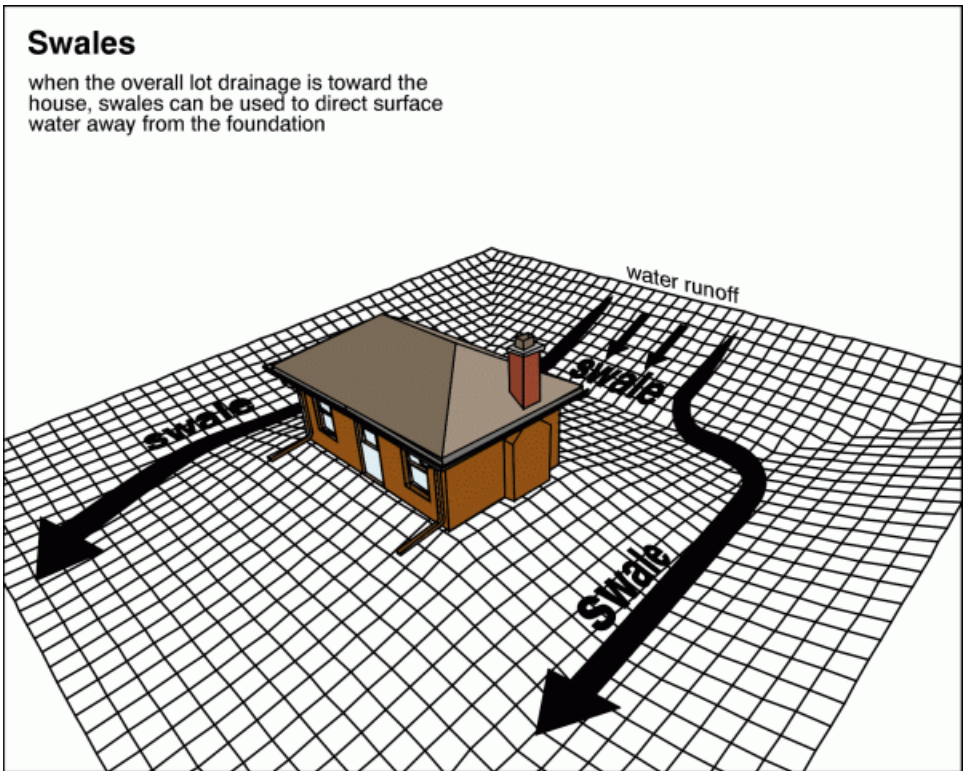 Swales
when the overall lot drainage is toward the
house, swales can be used to direct surface
water away from the foundation
water runoff
swale
swale
Swale